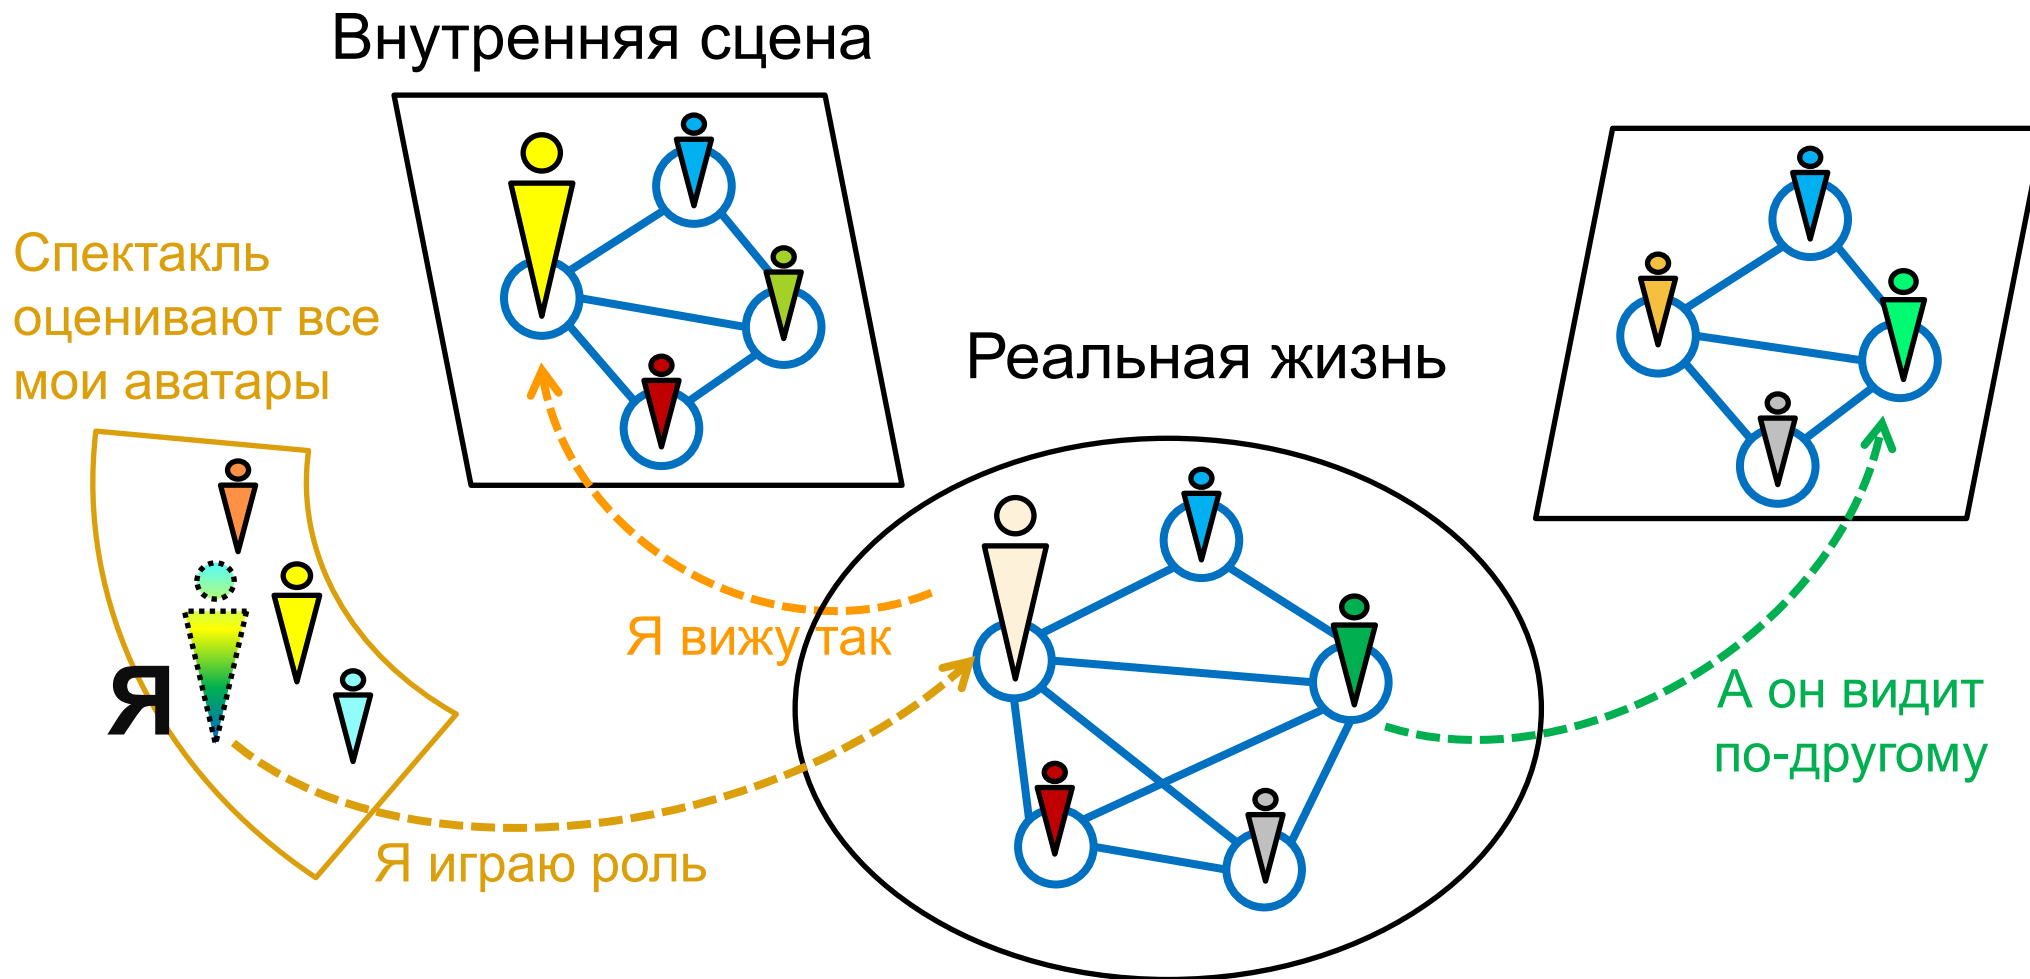 Внутренняя сцена
Спектакль
оценивают все
мои аватары
Реальная жизнь
Я вижу так
Я
А он видит
по-другому
Я играю роль